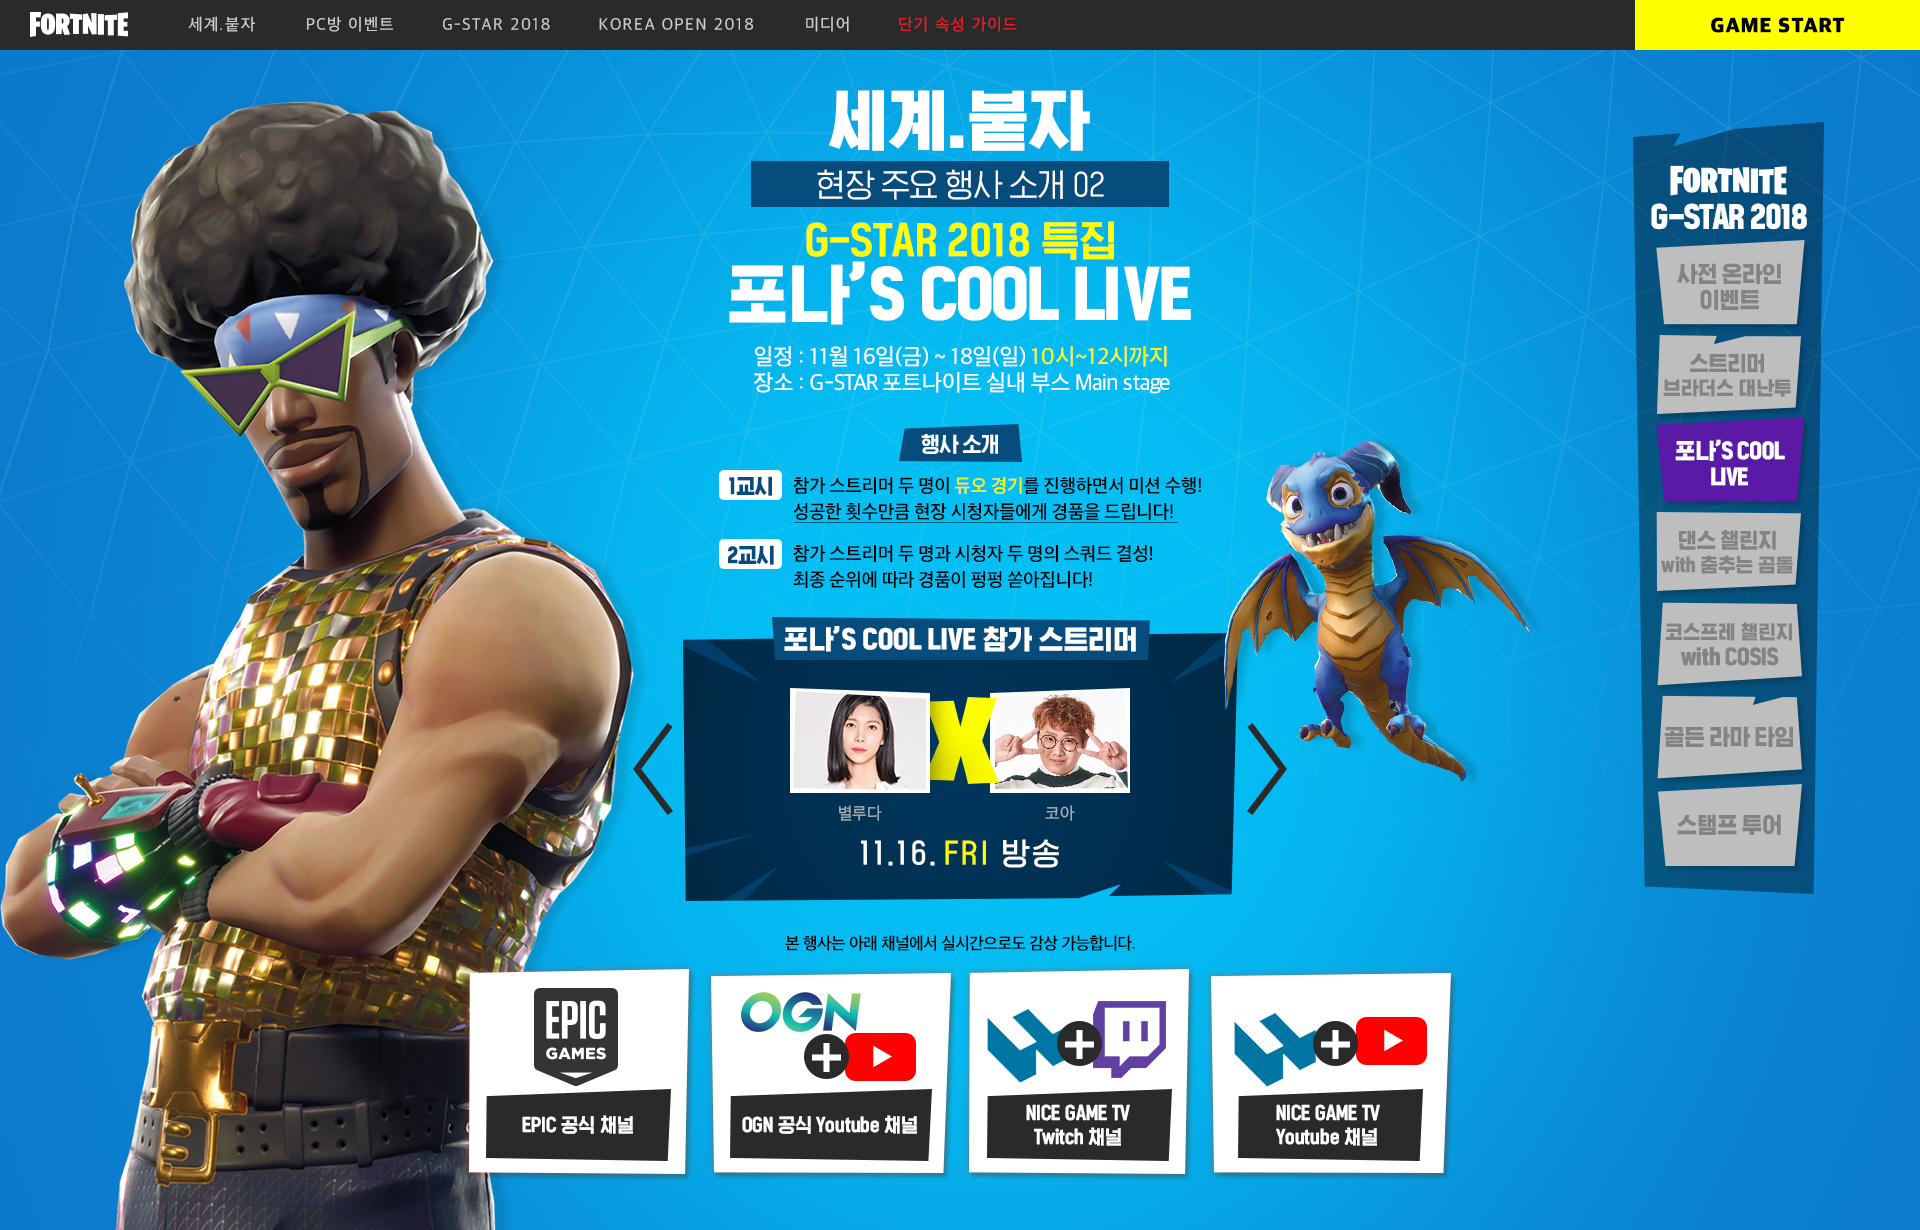 FORTNITE
세계.붙자
PC방 이벤트
G-STAR 2018
KOREA OPEN 2018
미디어
단기 속성 가이드
GAME START
세계.붙자
현장 주요 행사 소개 02
G-STAR 2018 특집
포나'S COOL LIVE
일정 : 11월 16일(금) ~ 18일(일) 10시~12시까지
장소 : G-STAR 포트나이트 실내 부스 Main stage
행사 소개
1교시
참가 스트리머 두 명이 듀오 경기를 진행하면서 미션 수행!
성공한 횟수만큼 현장 시청자들에게 경품을 드립니다!
2교시
참가 스트리머 두 명과 시청자 두 명의 스쿼드 결성!
최종 순위에 따라 경품이 펑펑 쏟아집니다!
포나'S COOL LIVE 참가 스트리머
X
별루다
코아
11.16. FRI 방송
본 행사는 아래 채널에서 실시간으로도 감상 가능합니다.
EPIC
GAMES
EPIC 공식 채널
OGN
OGN 공식 Youtube 채널
NICE GAME TV
Twitch 채널
NICE GAME TV
Youtube 채널
FORTNITE
G-STAR 2018
사전 온라인
이벤트
스트리머
브라더스 대난투
포나'S COOL
LIVE
댄스 챌린지
with 춤추는 곰돌
코스프레 챌린지
with COSIS
골든 라마 타임
스탬프 투어